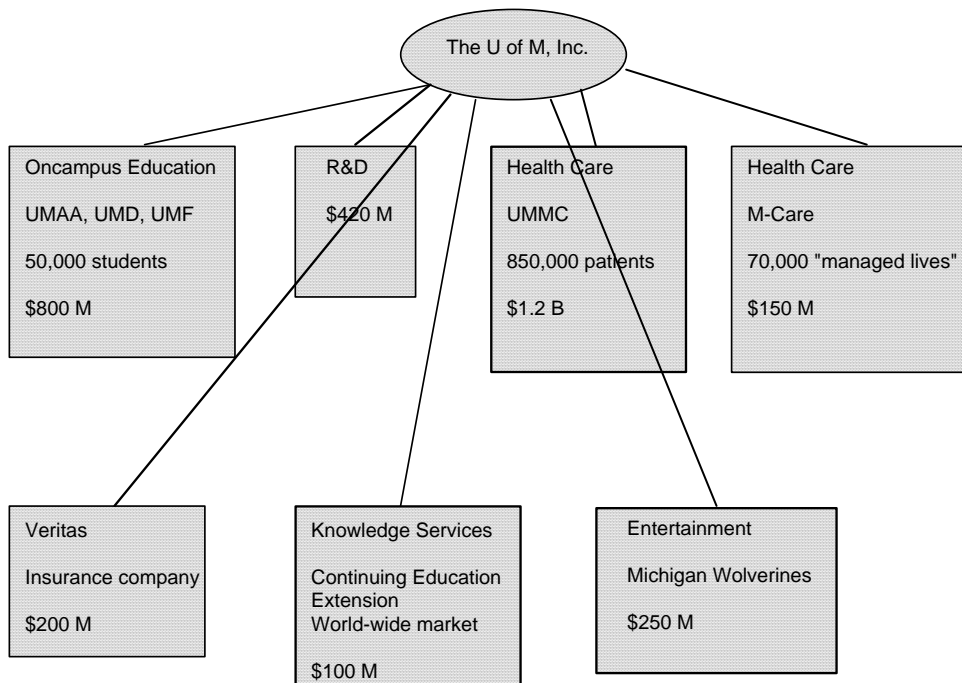 The U of M, Inc.
Oncampus Education
UMAA, UMD, UMF
50,000 students
$800 M
R&D
$420 M
Health Care
UMMC
850,000 patients
$1.2 B
Health Care
M-Care
70,000 "managed lives"
$150 M
Veritas
Insurance company
$200 M
Knowledge Services
Continuing Education
Extension
World-wide market
$100 M
Entertainment
Michigan Wolverines
$250 M